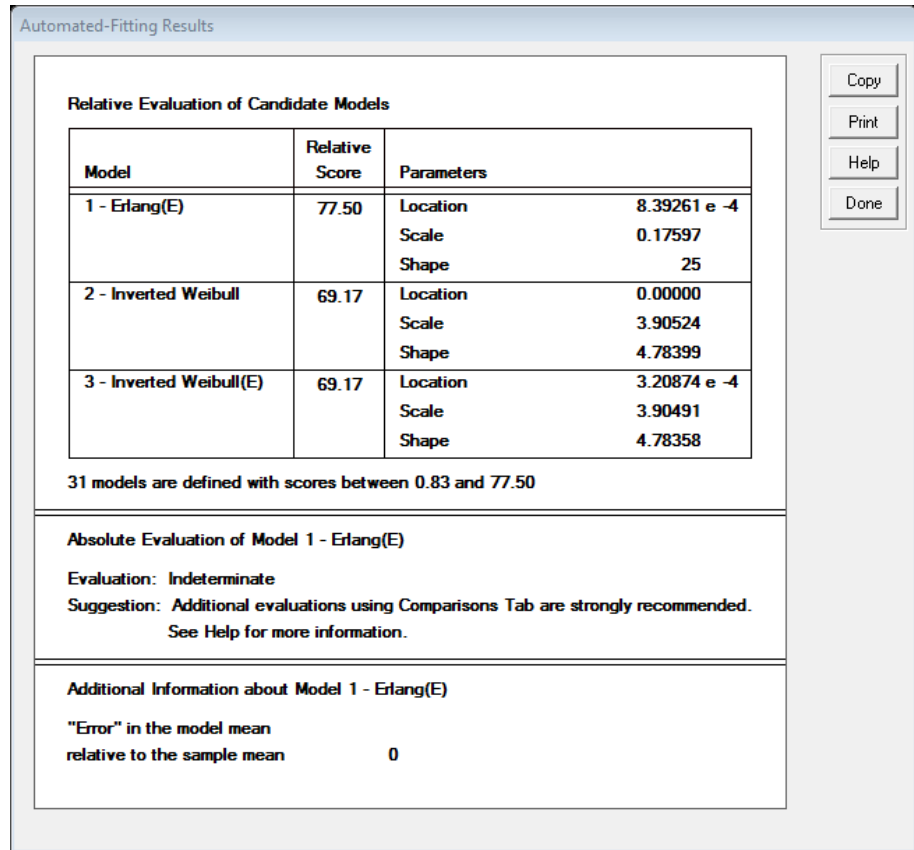 Automated-Fitting Results
Copy
Print
Help
Done
Relative Evaluation of Candidate Models
Model Relative Score Parameters
1 - Erlang(E) 77.50 Location 8.39261 e -4
Scale 0.17597
Shape 25
2 - Inverted Weibull 69.17 Location 0.00000
Scale 3.90524
Shape 4.78399
3 - Inverted Weibull(E) 69.17 Location 3.20874 e -4
Scale 3.90491
Shape 4.78358
31 models are defined with scores between 0.83 and 77.50
Absolute Evaluation of Model 1 - Erlang(E)
Evaluation: Indeterminate
Suggestion: Additional evaluations using Comparisons Tab are strongly recommended.
See Help for more information.
Additional Information about Model 1 - Erlang(E)
"Error" in the model mean
relative to the sample mean 0